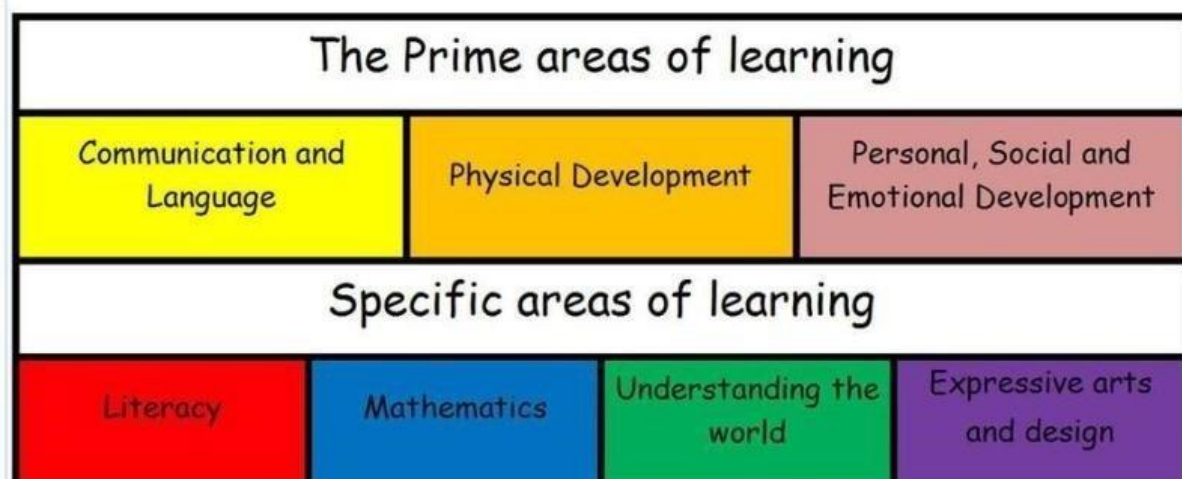 The Prime areas of learning
Communication and
Language
Physical Development
Personal, Social and
Emotional Development
Specific areas of learning
Literacy
Mathematics
Understanding the
world
Expressive arts
and design